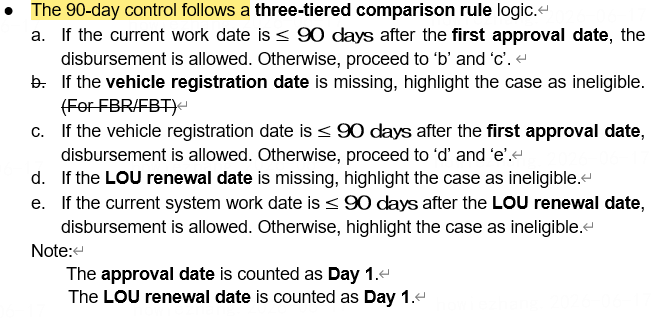 ● The 90-day control follows a three-tiered comparison rule logic.↵
a. If the current work date is ≤ 90 days after the first approval date, the
disbursement is allowed. Otherwise, proceed to ‘b’ and ‘c’. ↵
b. If the vehicle registration date is missing, highlight the case as ineligible.
(For FBR/FBT)↵
c. If the vehicle registration date is ≤ 90 days after the first approval date,
disbursement is allowed. Otherwise, proceed to ‘d’ and ‘e’.↵
d. If the LOU renewal date is missing, highlight the case as ineligible.↵
e. If the current system work date is ≤ 90 days after the LOU renewal date,
disbursement is allowed. Otherwise, highlight the case as ineligible.↵
Note:↵
The approval date is counted as Day 1.↵
The LOU renewal date is counted as Day 1.↵